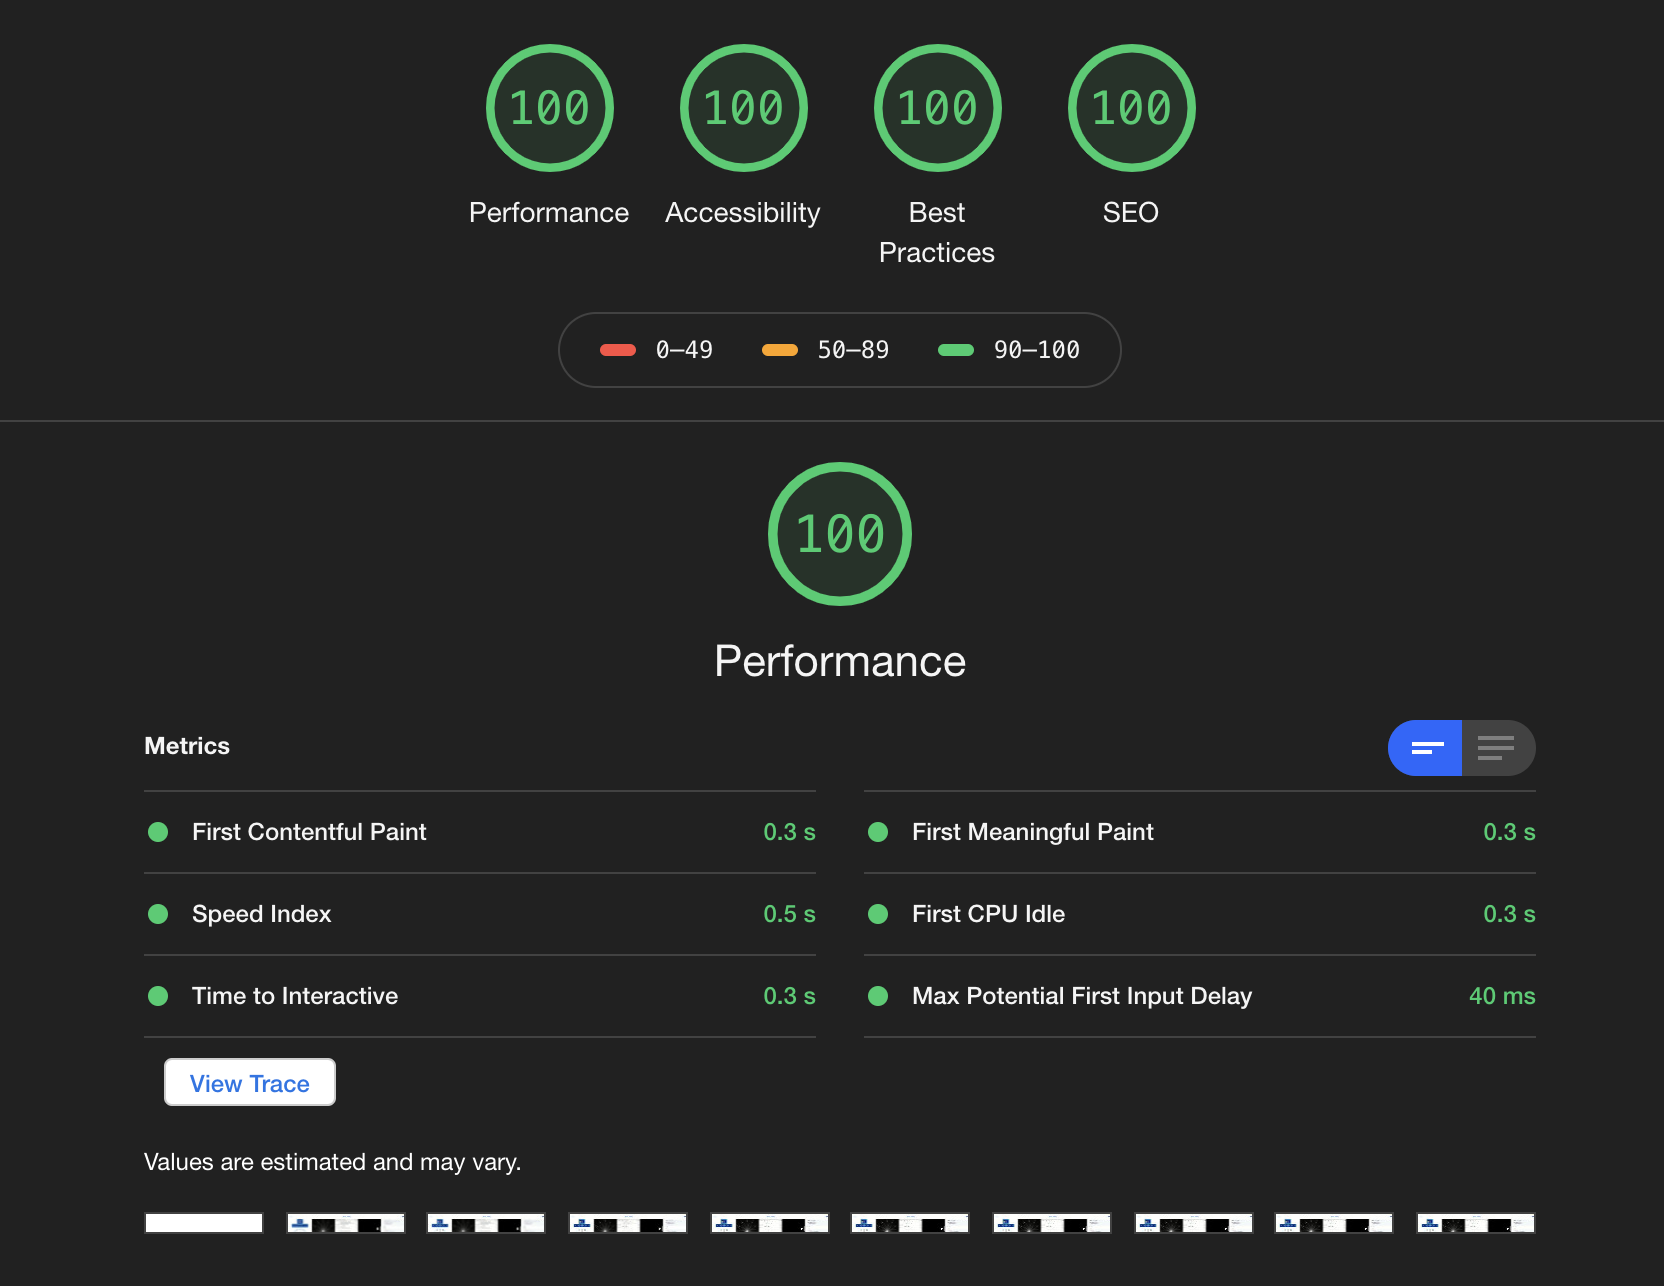 100 100 100 100
Performance Accessibility Best Practices SEO
0–49 50–89 90–100
100
Performance
Metrics
First Contentful Paint 0.3 s
First Meaningful Paint 0.3 s
Speed Index 0.5 s
First CPU Idle 0.3 s
Time to Interactive 0.3 s
Max Potential First Input Delay 40 ms
View Trace
Values are estimated and may vary.